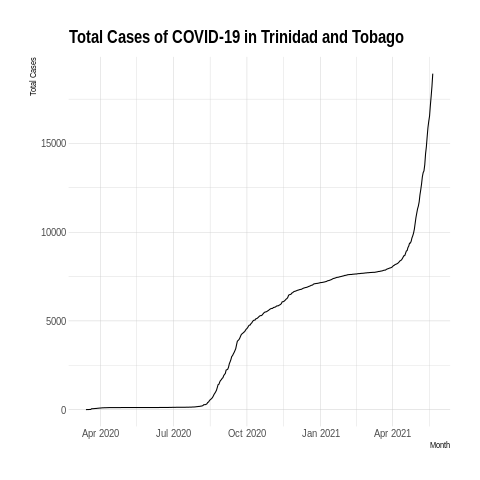 Total Cases of COVID-19 in Trinidad and Tobago
Total Cases
15000
10000
5000
0
Apr 2020 Jul 2020 Oct 2020 Jan 2021 Apr 2021
Month